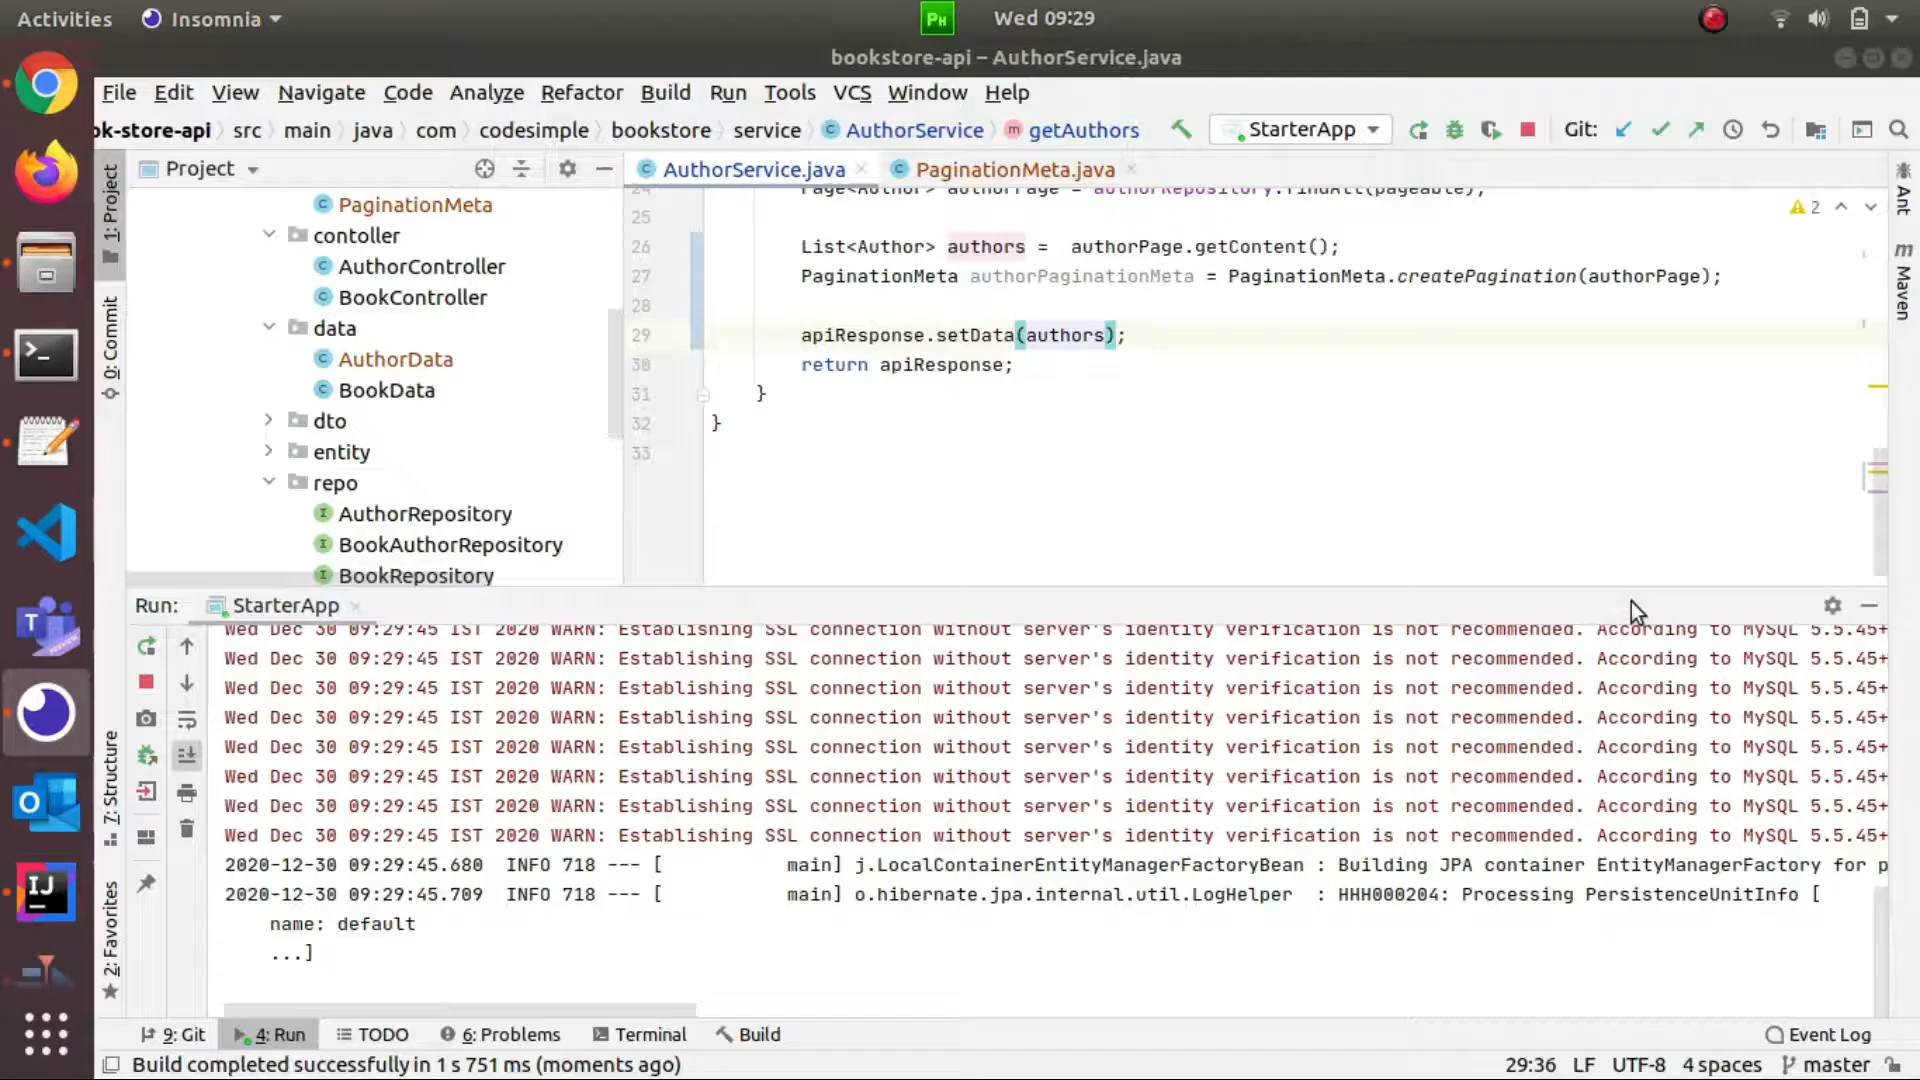 Activities
Insomnia
PH
Wed 09:29
bookstore-api – AuthorService.java
File Edit View Navigate Code Analyze Refactor Build Run Tools VCS Window Help
ok-store-api src main java com codesimple bookstore service AuthorService getAuthors
StarterApp
Git:
1: Project
0: Commit
7: Structure
2: Favorites
Project
PaginationMeta
contoller
AuthorController
BookController
data
AuthorData
BookData
dto
entity
repo
AuthorRepository
BookAuthorRepository
BookRepository
AuthorService.java
PaginationMeta.java
24 Page<Author> authorPage = authorRepository.findAll(pageable);
25
26 List<Author> authors = authorPage.getContent();
27 PaginationMeta authorPaginationMeta = PaginationMeta.createPagination(authorPage);
28
29 apiResponse.setData(authors);
30 return apiResponse;
31 }
32 }
33
2
Ant
m Maven
Run: StarterApp
Wed Dec 30 09:29:45 IST 2020 WARN: Establishing SSL connection without server's identity verification is not recommended. According to MySQL 5.5.45+
Wed Dec 30 09:29:45 IST 2020 WARN: Establishing SSL connection without server's identity verification is not recommended. According to MySQL 5.5.45+
Wed Dec 30 09:29:45 IST 2020 WARN: Establishing SSL connection without server's identity verification is not recommended. According to MySQL 5.5.45+
Wed Dec 30 09:29:45 IST 2020 WARN: Establishing SSL connection without server's identity verification is not recommended. According to MySQL 5.5.45+
Wed Dec 30 09:29:45 IST 2020 WARN: Establishing SSL connection without server's identity verification is not recommended. According to MySQL 5.5.45+
Wed Dec 30 09:29:45 IST 2020 WARN: Establishing SSL connection without server's identity verification is not recommended. According to MySQL 5.5.45+
Wed Dec 30 09:29:45 IST 2020 WARN: Establishing SSL connection without server's identity verification is not recommended. According to MySQL 5.5.45+
Wed Dec 30 09:29:45 IST 2020 WARN: Establishing SSL connection without server's identity verification is not recommended. According to MySQL 5.5.45+
2020-12-30 09:29:45.680 INFO 718 --- [ main] j.LocalContainerEntityManagerFactoryBean : Building JPA container EntityManagerFactory for p
2020-12-30 09:29:45.709 INFO 718 --- [ main] o.hibernate.jpa.internal.util.LogHelper : HHH000204: Processing PersistenceUnitInfo [
name: default
...]
9: Git
4: Run
TODO
6: Problems
Terminal
Build
Event Log
Build completed successfully in 1 s 751 ms (moments ago)
29:36 LF UTF-8 4 spaces master